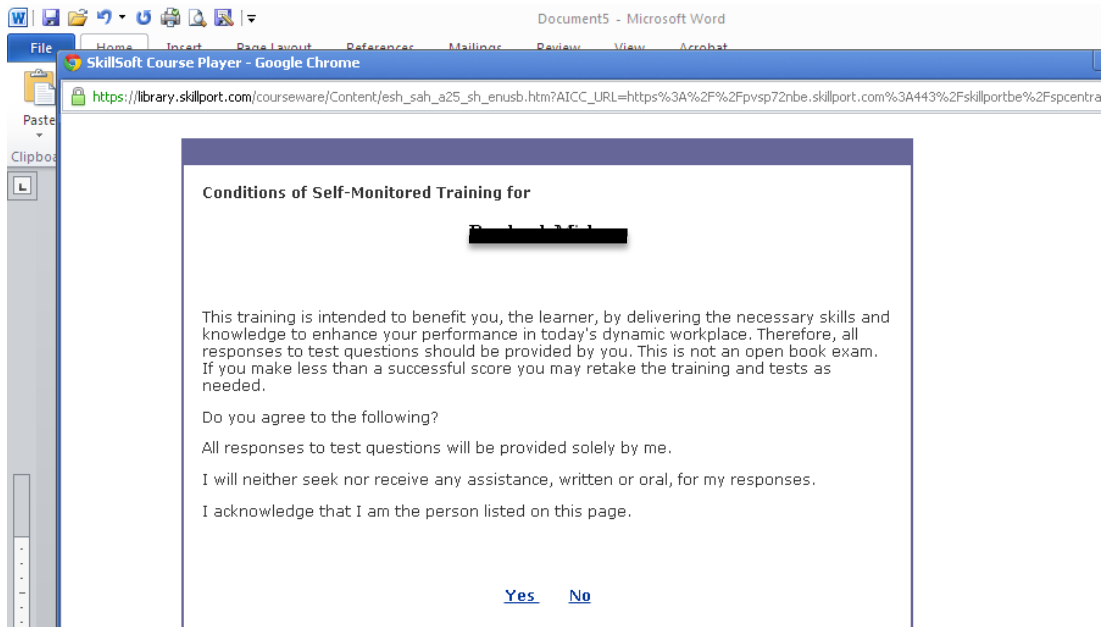 Document5 - Microsoft Word
File Home Insert Page Layout References Mailings Review View Acrobat
SkillSoft Course Player - Google Chrome
https://library.skillport.com/courseware/Content/esh_sah_a25_sh_enusb.htm?AICC_URL=https%3A%2F%2Fpvsp72nbe.skillport.com%3A443%2Fskillportbe%2Fspcentra
Paste
Clipboa
Conditions of Self-Monitored Training for
This training is intended to benefit you, the learner, by delivering the necessary skills and
knowledge to enhance your performance in today's dynamic workplace. Therefore, all
responses to test questions should be provided by you. This is not an open book exam.
If you make less than a successful score you may retake the training and tests as
needed.
Do you agree to the following?
All responses to test questions will be provided solely by me.
I will neither seek nor receive any assistance, written or oral, for my responses.
I acknowledge that I am the person listed on this page.
Yes No